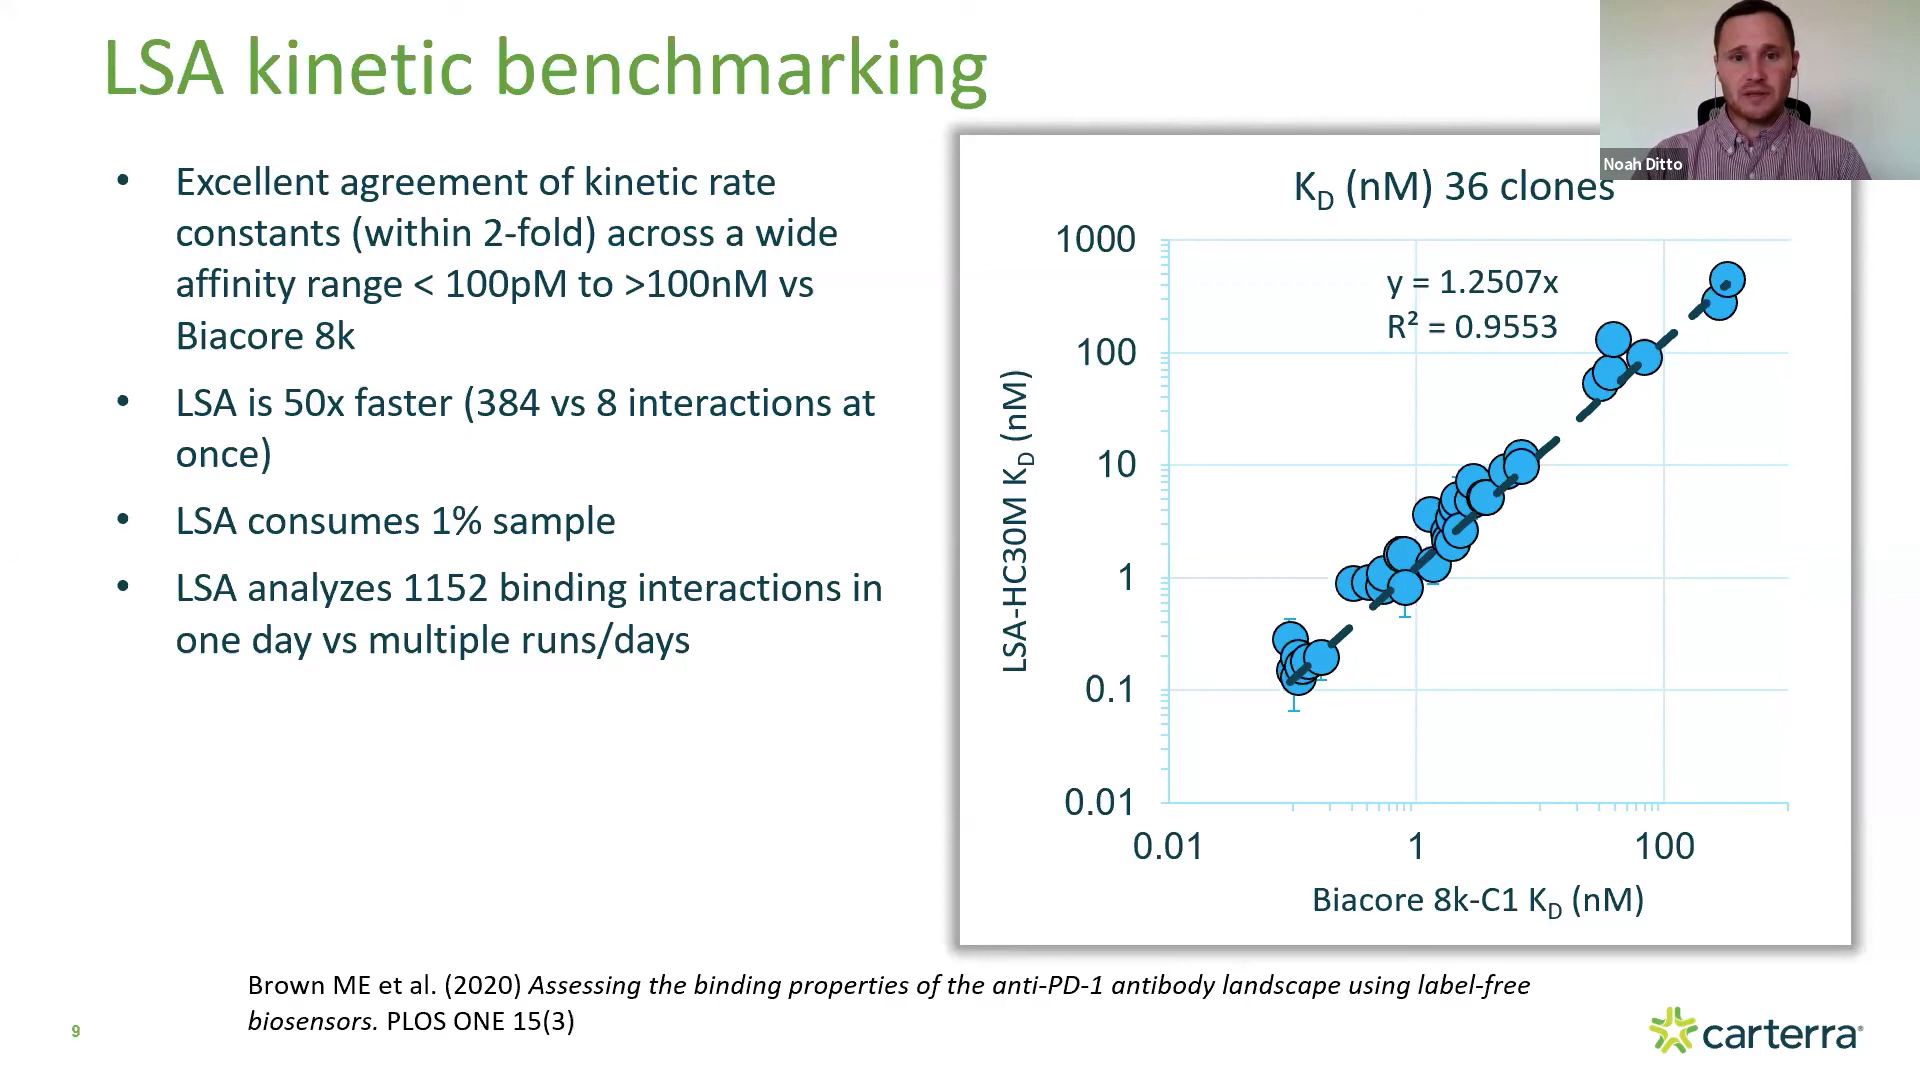 LSA kinetic benchmarking
Noah Ditto
• Excellent agreement of kinetic rate
constants (within 2-fold) across a wide
affinity range < 100pM to >100nM vs
Biacore 8k
• LSA is 50x faster (384 vs 8 interactions at
once)
• LSA consumes 1% sample
• LSA analyzes 1152 binding interactions in
one day vs multiple runs/days
KD (nM) 36 clones
y = 1.2507x
R² = 0.9553
LSA-HC30M KD (nM)
1000
100
10
1
0.1
0.01
0.01 1 100
Biacore 8k-C1 KD (nM)
Brown ME et al. (2020) Assessing the binding properties of the anti-PD-1 antibody landscape using label-free
biosensors. PLOS ONE 15(3)
9
carterra®